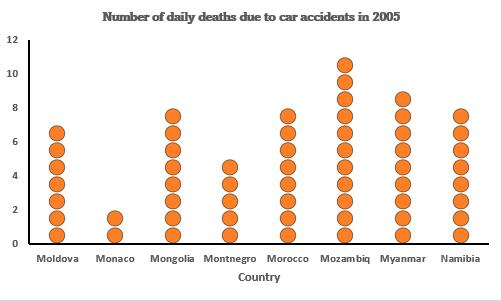 Number of daily deaths due to car accidents in 2005
12
10
8
6
4
2
0
Moldova Monaco Mongolia Montnegro Morocco Mozambiq Myanmar Namibia
Country